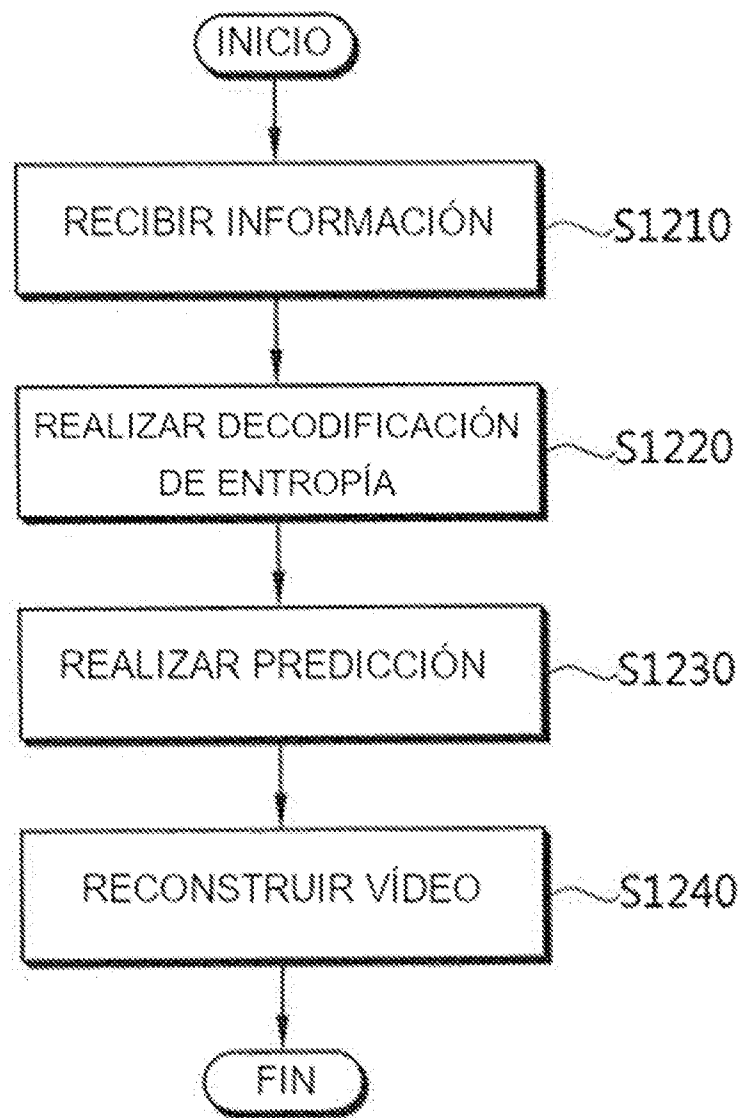 INICIO
RECIBIR INFORMACIÓN
S1210
REALIZAR DECODIFICACIÓN
DE ENTROPÍA
S1220
REALIZAR PREDICCIÓN
S1230
RECONSTRUIR VÍDEO
S1240
FIN